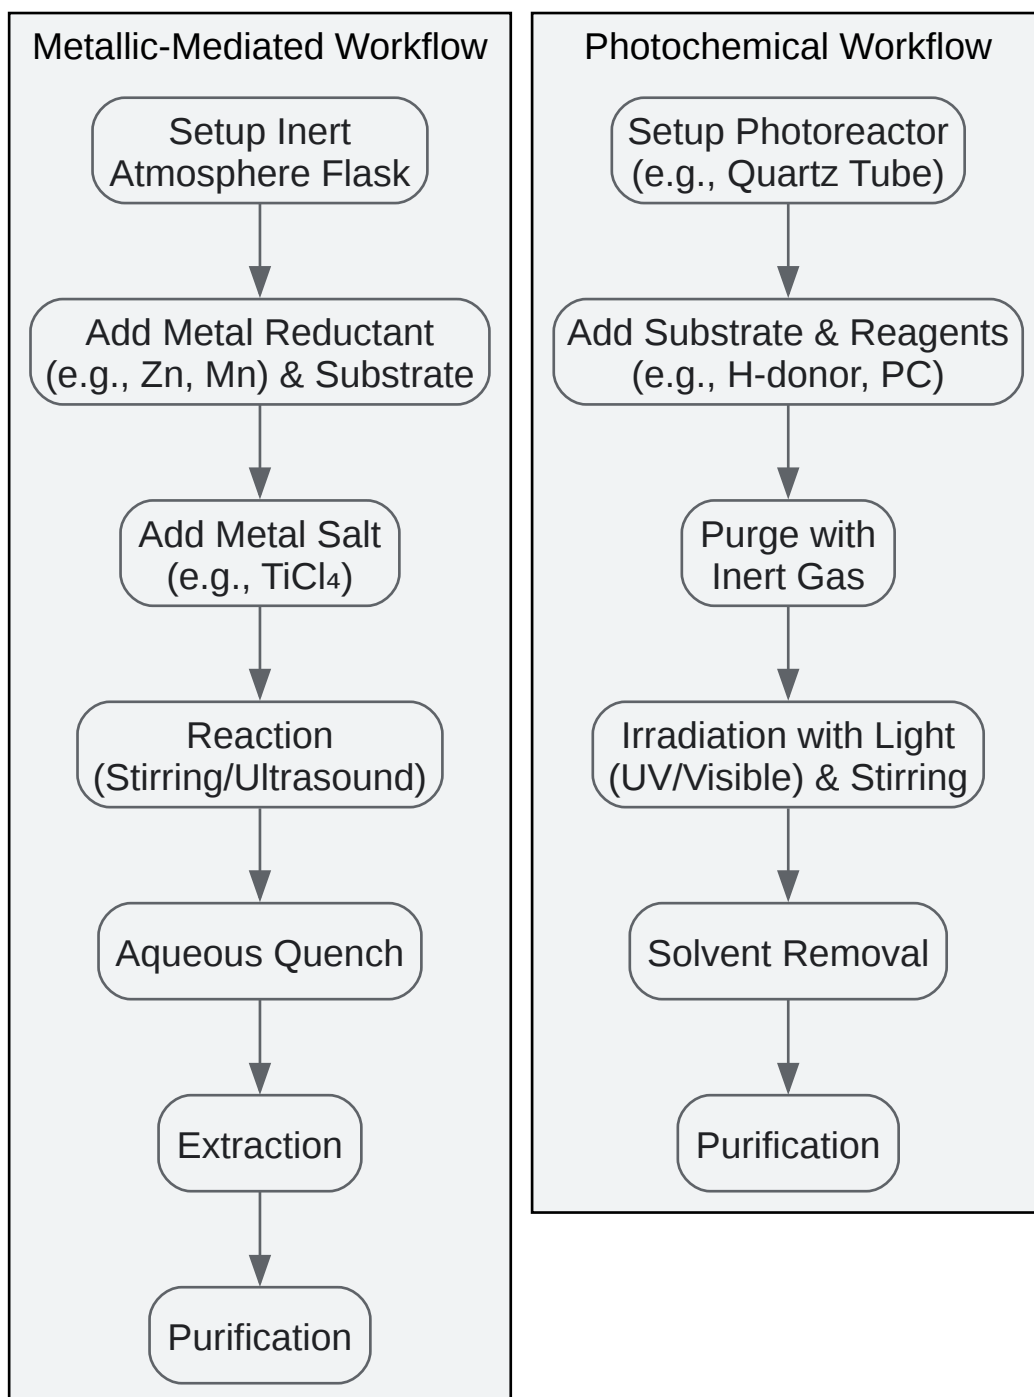 Metallic-Mediated Workflow
Setup Inert
Atmosphere Flask
Add Metal Reductant
(e.g., Zn, Mn) & Substrate
Add Metal Salt
(e.g., TiCl₄)
Reaction
(Stirring/Ultrasound)
Aqueous Quench
Extraction
Purification
Photochemical Workflow
Setup Photoreactor
(e.g., Quartz Tube)
Add Substrate & Reagents
(e.g., H-donor, PC)
Purge with
Inert Gas
Irradiation with Light
(UV/Visible) & Stirring
Solvent Removal
Purification